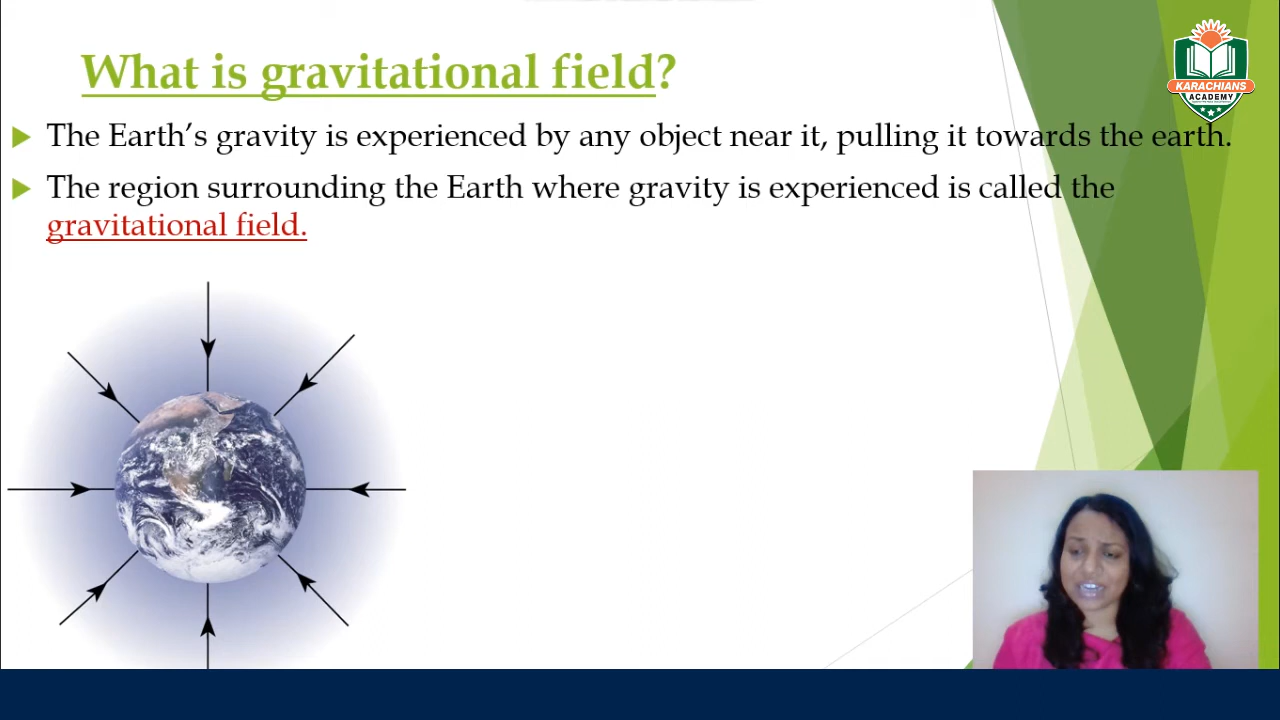 What is gravitational field?
KARACHIANS
ACADEMY
The Earth’s gravity is experienced by any object near it, pulling it towards the earth.
The region surrounding the Earth where gravity is experienced is called the
gravitational field.